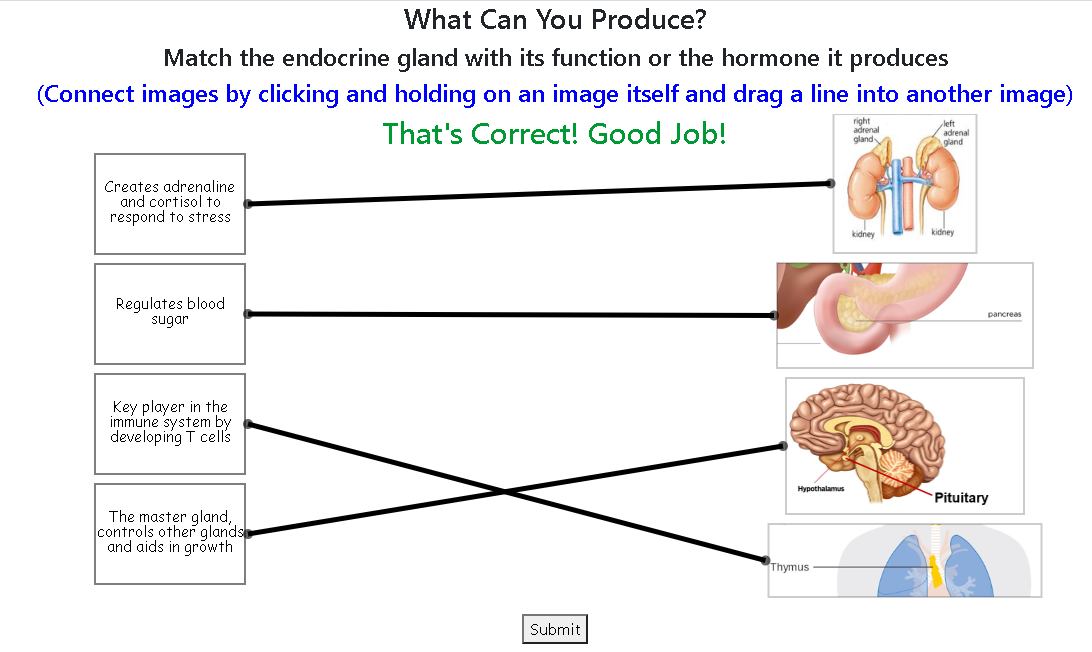 What Can You Produce?
Match the endocrine gland with its function or the hormone it produces
(Connect images by clicking and holding on an image itself and drag a line into another image)
That's Correct! Good Job!
Creates adrenaline
and cortisol to
respond to stress
right
adrenal
gland
left
adrenal
gland
kidney
kidney
Regulates blood
sugar
pancreas
Key player in the
immune system by
developing T cells
Hypothalamus
Pituitary
The master gland,
controls other glands
and aids in growth
Thymus
Submit